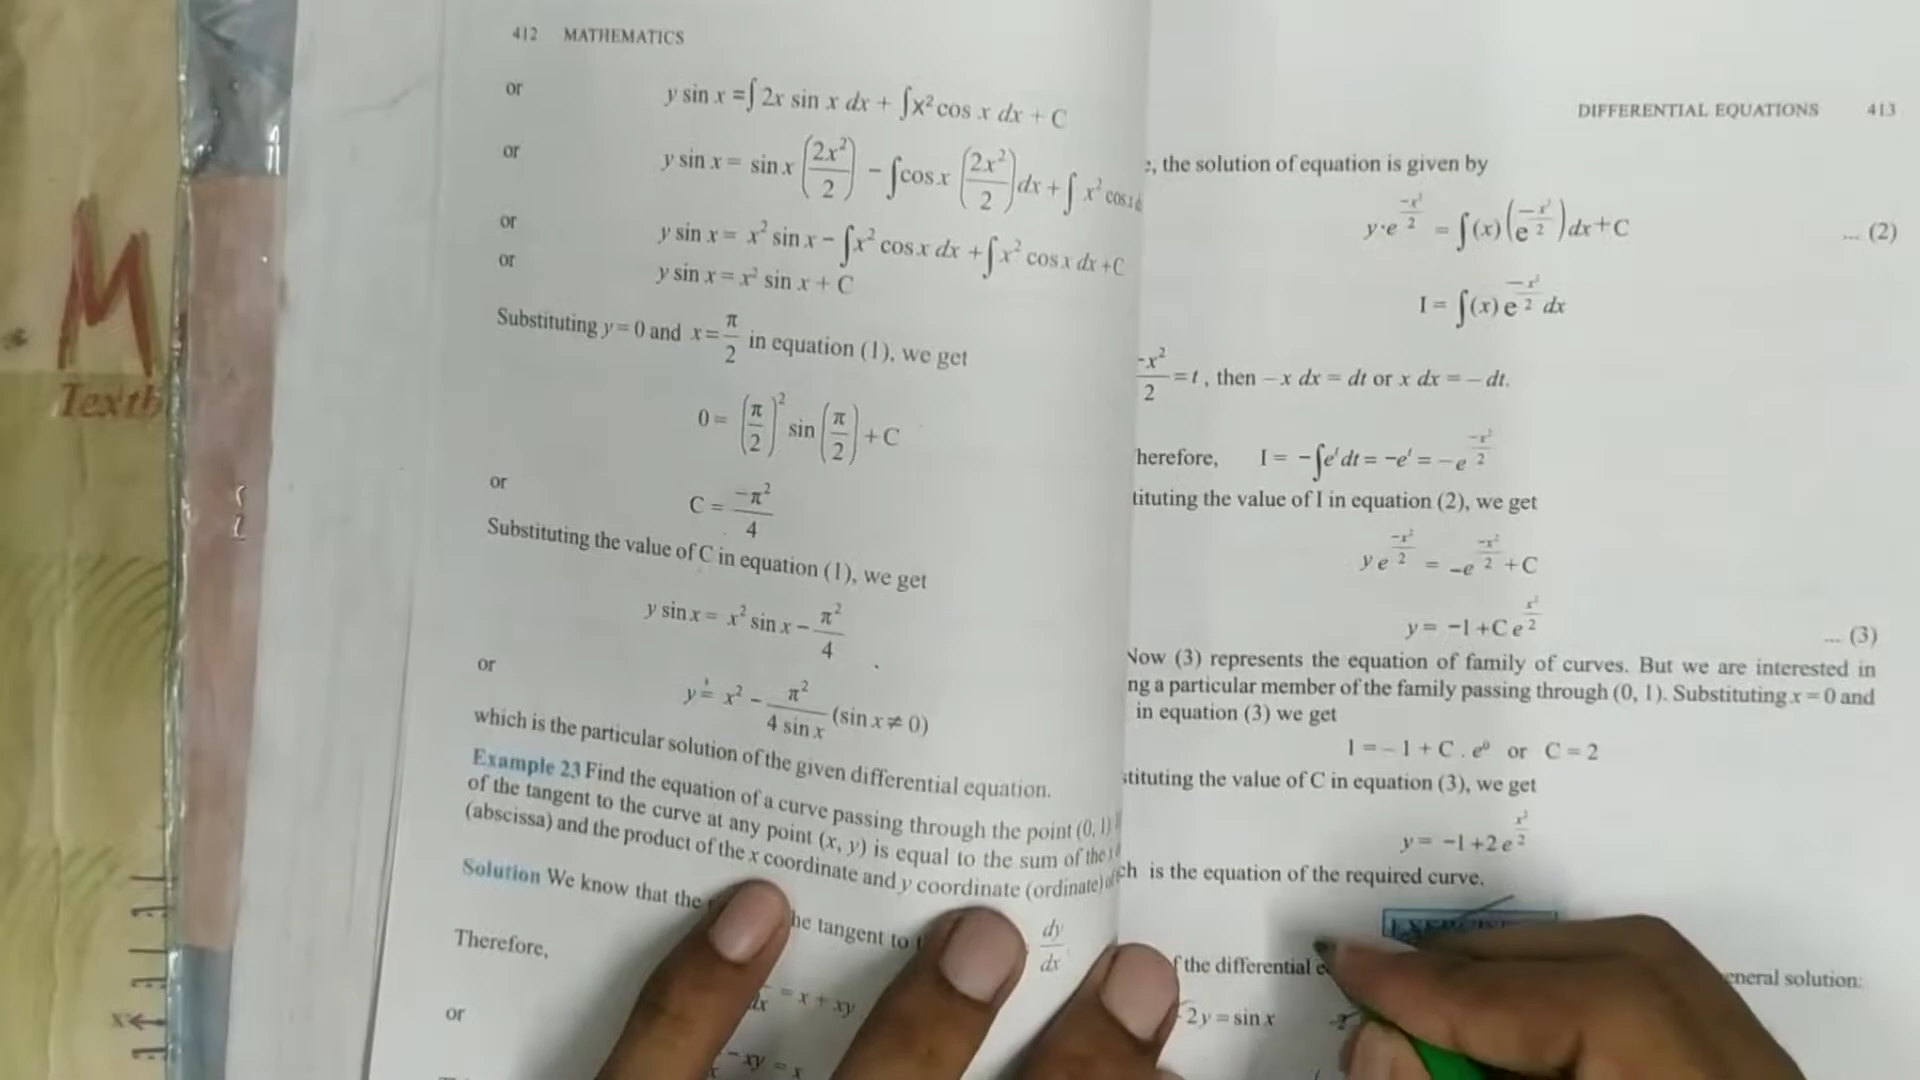 M
Textb
412 MATHEMATICS
or y sin x = ∫ 2x sin x dx + ∫ x² cos x dx + C
or y sin x = sin x (2x²/2) − ∫ cos x (2x²/2) dx + ∫ x² cos x d
or y sin x = x² sin x − ∫ x² cos x dx + ∫ x² cos x dx + C
or y sin x = x² sin x + C
Substituting y = 0 and x = π/2 in equation (1), we get
0 = (π/2)² sin (π/2) + C
or C = −π²/4
Substituting the value of C in equation (1), we get
y sin x = x² sin x − π²/4
or y = x² − π²/(4 sin x) (sin x ≠ 0)
which is the particular solution of the given differential equation.
Example 23 Find the equation of a curve passing through the point (0, 1)
of the tangent to the curve at any point (x, y) is equal to the sum of the x
(abscissa) and the product of the x coordinate and y coordinate (ordinate) of
Solution We know that the he tangent to dy/dx
Therefore,
dx = x + xy
or
− xy = x
DIFFERENTIAL EQUATIONS 413
, the solution of equation is given by
y·e^(−x²/2) = ∫(x)(e^(−x²/2))dx+C ... (2)
I = ∫(x) e^(−x²/2) dx
−x²/2 = t, then − x dx = dt or x dx = − dt.
herefore, I = −∫eᵗdt = −eᵗ = −e^(−x²/2)
tituting the value of I in equation (2), we get
y e^(−x²/2) = −e^(−x²/2) + C
y = −1 + C e^(x²/2) ... (3)
Now (3) represents the equation of family of curves. But we are interested in
ng a particular member of the family passing through (0, 1). Substituting x = 0 and
in equation (3) we get
1 = − 1 + C . e⁰ or C = 2
stituting the value of C in equation (3), we get
y = −1 + 2 e^(x²/2)
ch is the equation of the required curve.
f the differential e eneral solution:
2y = sin x